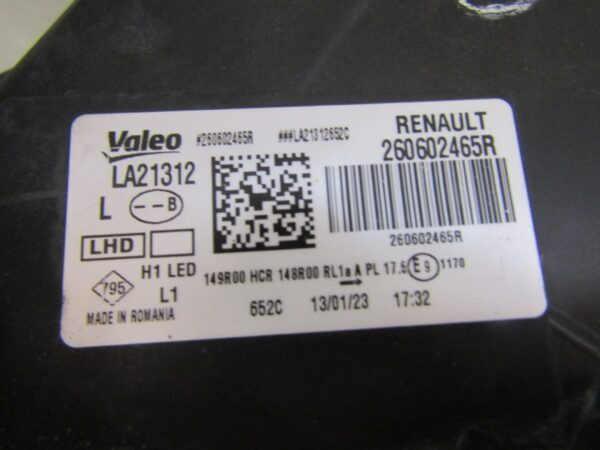 Valeo #260602465R ###LA21312652C RENAULT
LA21312 260602465R
L --B
LHD 260602465R
H1 LED 149R00 HCR 148R00 RL1a A PL 17.5 E9 1170
795 L1
MADE IN ROMANIA 652C 13/01/23 17:32